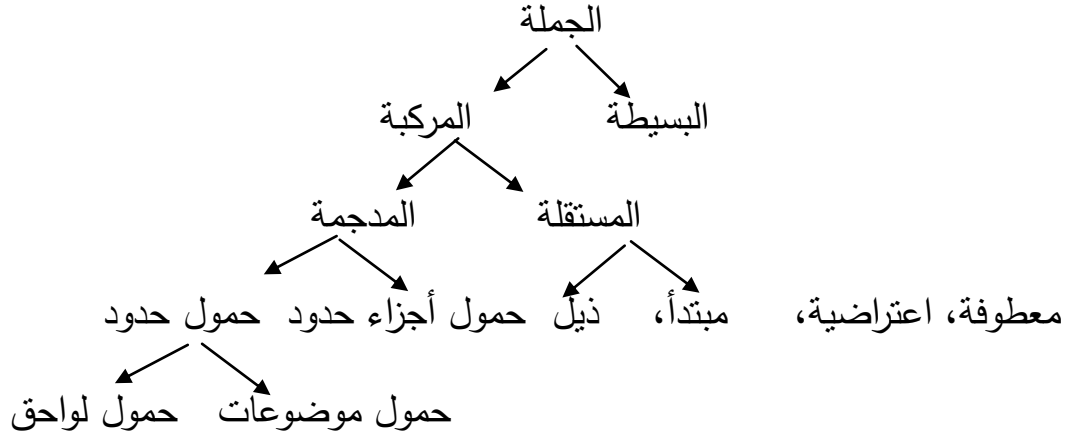 الجملة
البسيطة المركبة
المستقلة المدجمة
معطوفة، اعتراضية، مبتدأ، ذيل حمول أجزاء حدود حمول حدود
حمول موضوعات حمول لواحق